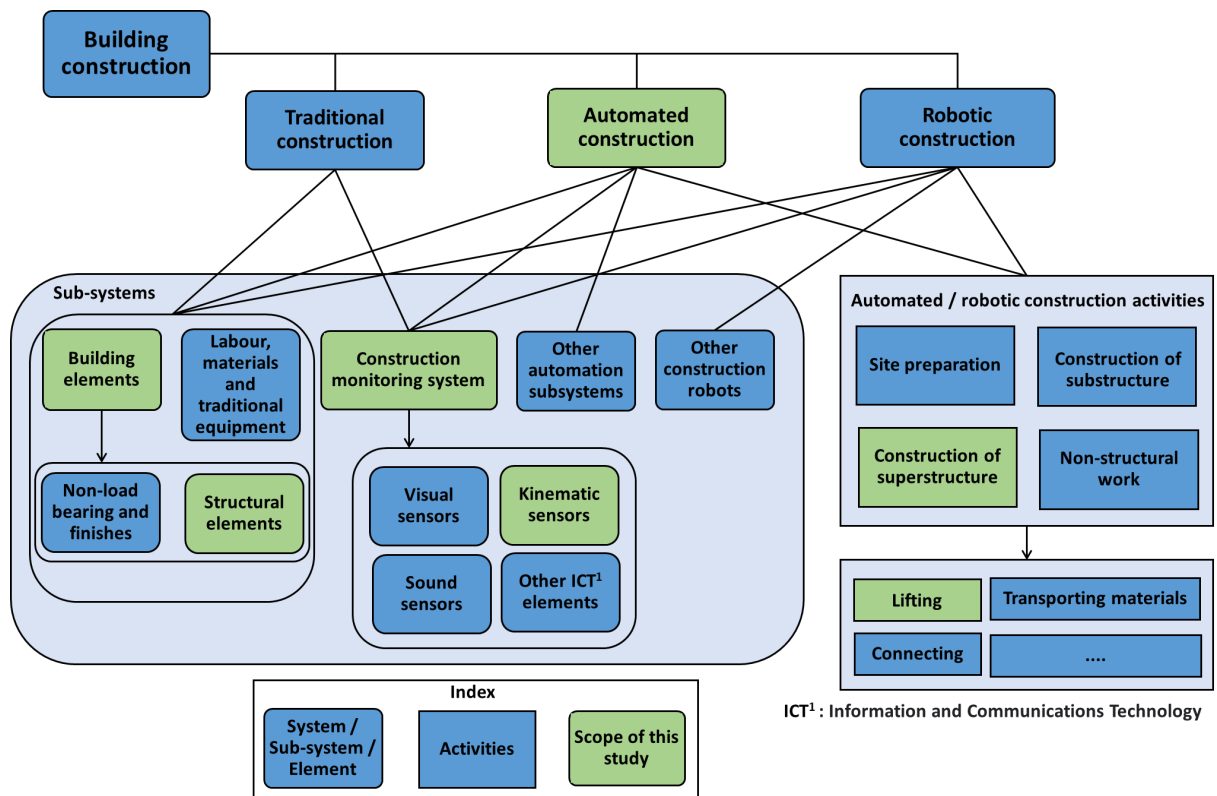 Building
construction
Traditional
construction
Automated
construction
Robotic
construction
Sub-systems
Building
elements
Labour,
materials
and
traditional
equipment
Construction
monitoring system
Other
automation
subsystems
Other
construction
robots
Non-load
bearing and
finishes
Structural
elements
Visual
sensors
Kinematic
sensors
Sound
sensors
Other ICT¹
elements
Automated / robotic construction activities
Site preparation
Construction of
substructure
Construction of
superstructure
Non-structural
work
Lifting
Transporting materials
Connecting
....
ICT¹ : Information and Communications Technology
Index
System /
Sub-system /
Element
Activities
Scope of this
study